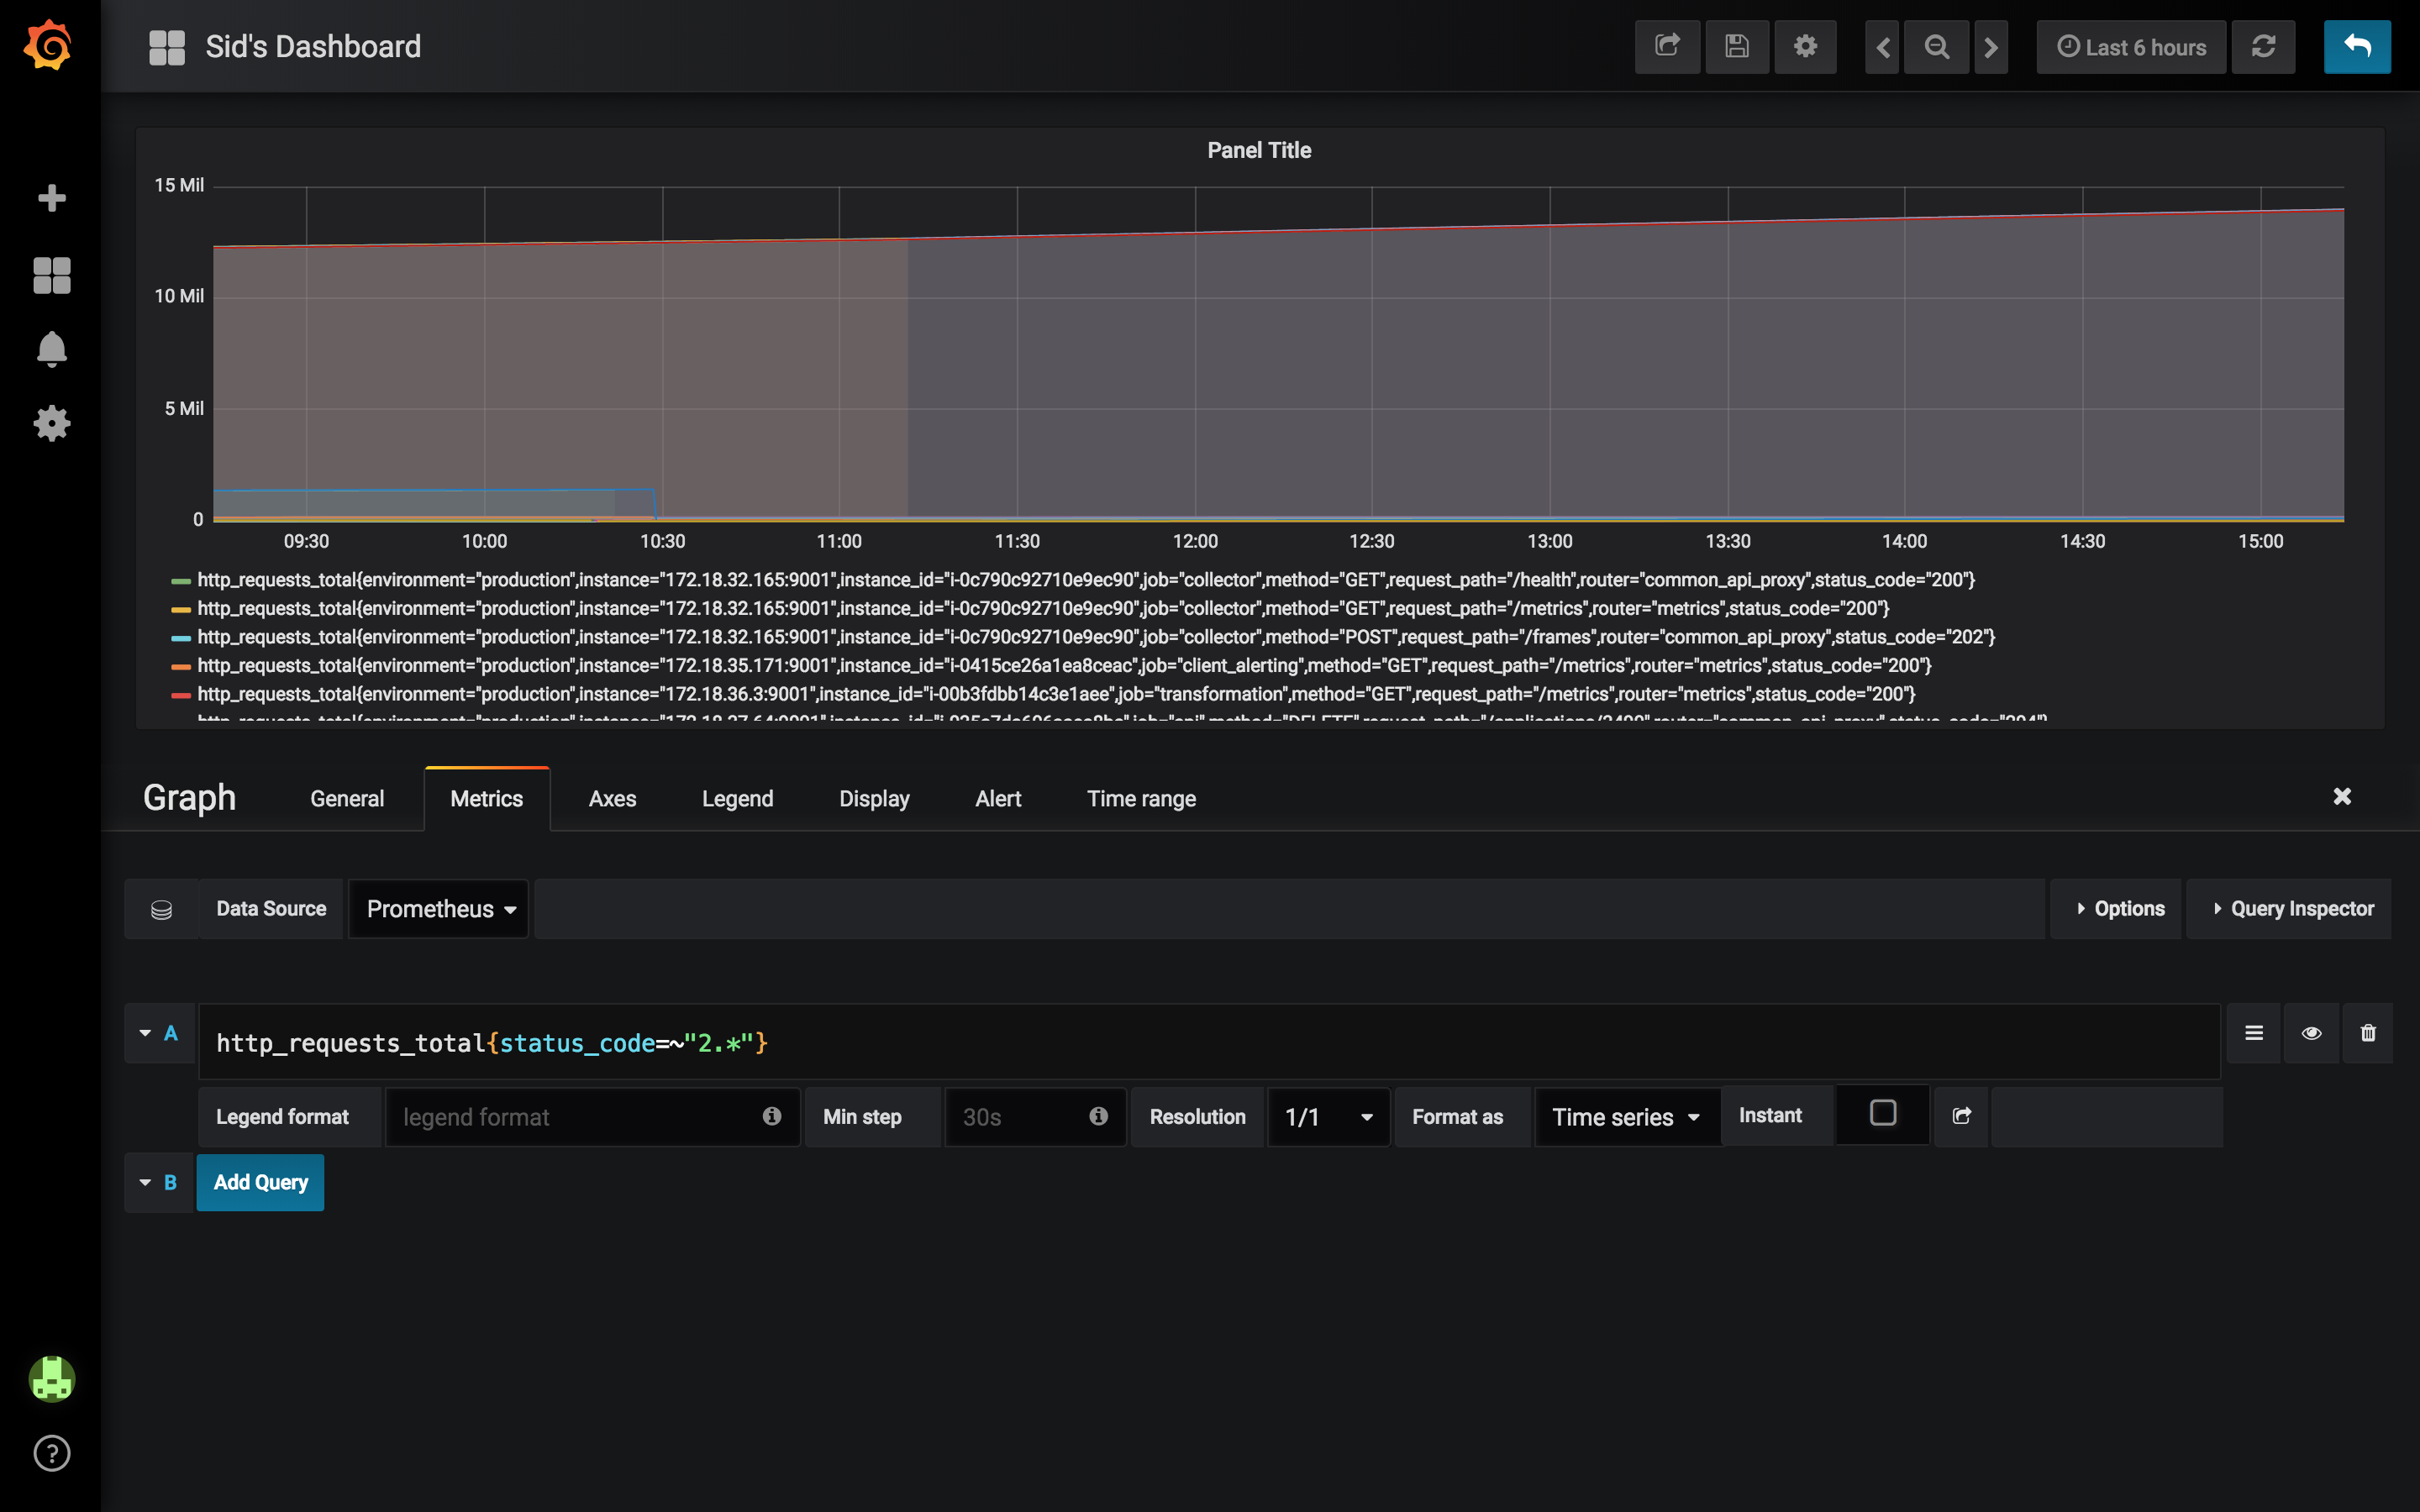 Sid's Dashboard
Last 6 hours
Panel Title
15 Mil
10 Mil
5 Mil
0
09:30 10:00 10:30 11:00 11:30 12:00 12:30 13:00 13:30 14:00 14:30 15:00
http_requests_total{environment="production",instance="172.18.32.165:9001",instance_id="i-0c790c92710e9ec90",job="collector",method="GET",request_path="/health",router="common_api_proxy",status_code="200"}
http_requests_total{environment="production",instance="172.18.32.165:9001",instance_id="i-0c790c92710e9ec90",job="collector",method="GET",request_path="/metrics",router="metrics",status_code="200"}
http_requests_total{environment="production",instance="172.18.32.165:9001",instance_id="i-0c790c92710e9ec90",job="collector",method="POST",request_path="/frames",router="common_api_proxy",status_code="202"}
http_requests_total{environment="production",instance="172.18.35.171:9001",instance_id="i-0415ce26a1ea8ceac",job="client_alerting",method="GET",request_path="/metrics",router="metrics",status_code="200"}
http_requests_total{environment="production",instance="172.18.36.3:9001",instance_id="i-00b3fdbb14c3e1aee",job="transformation",method="GET",request_path="/metrics",router="metrics",status_code="200"}
Graph General Metrics Axes Legend Display Alert Time range
Data Source Prometheus Options Query Inspector
A http_requests_total{status_code=~"2.*"}
Legend format legend format Min step 30s Resolution 1/1 Format as Time series Instant
B Add Query